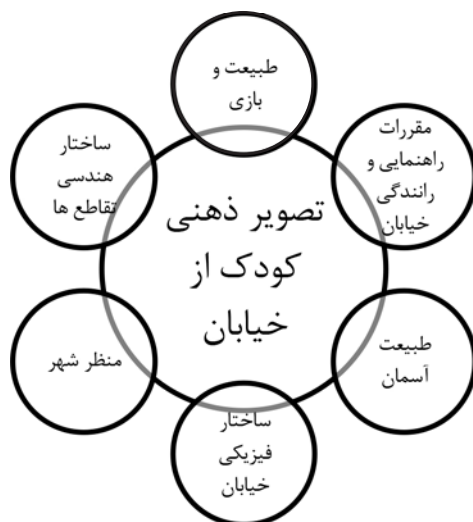 طبیعت و
بازی
مقررات
راهنمایی و
رانندگی
خیابان
طبیعت
آسمان
ساختار
فیزیکی
خیابان
منظر شهر
ساختار
هندسی
تقاطع ها
تصویر ذهنی
کودک از
خیابان